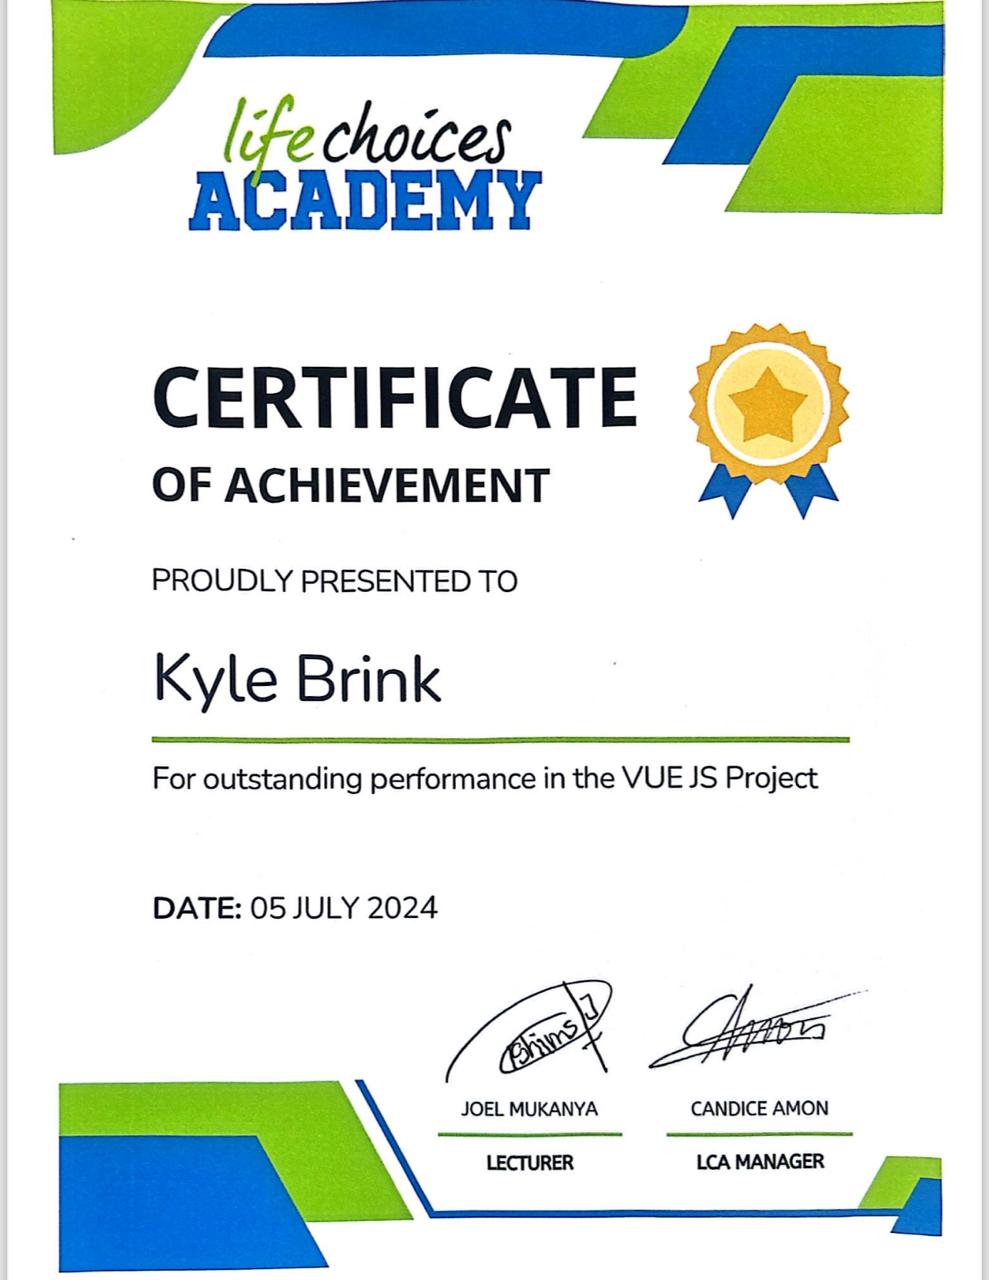 life choices
ACADEMY
CERTIFICATE
OF ACHIEVEMENT
PROUDLY PRESENTED TO
Kyle Brink
For outstanding performance in the VUE JS Project
DATE: 05 JULY 2024
Amon
JOEL MUKANYA CANDICE AMON
LECTURER LCA MANAGER